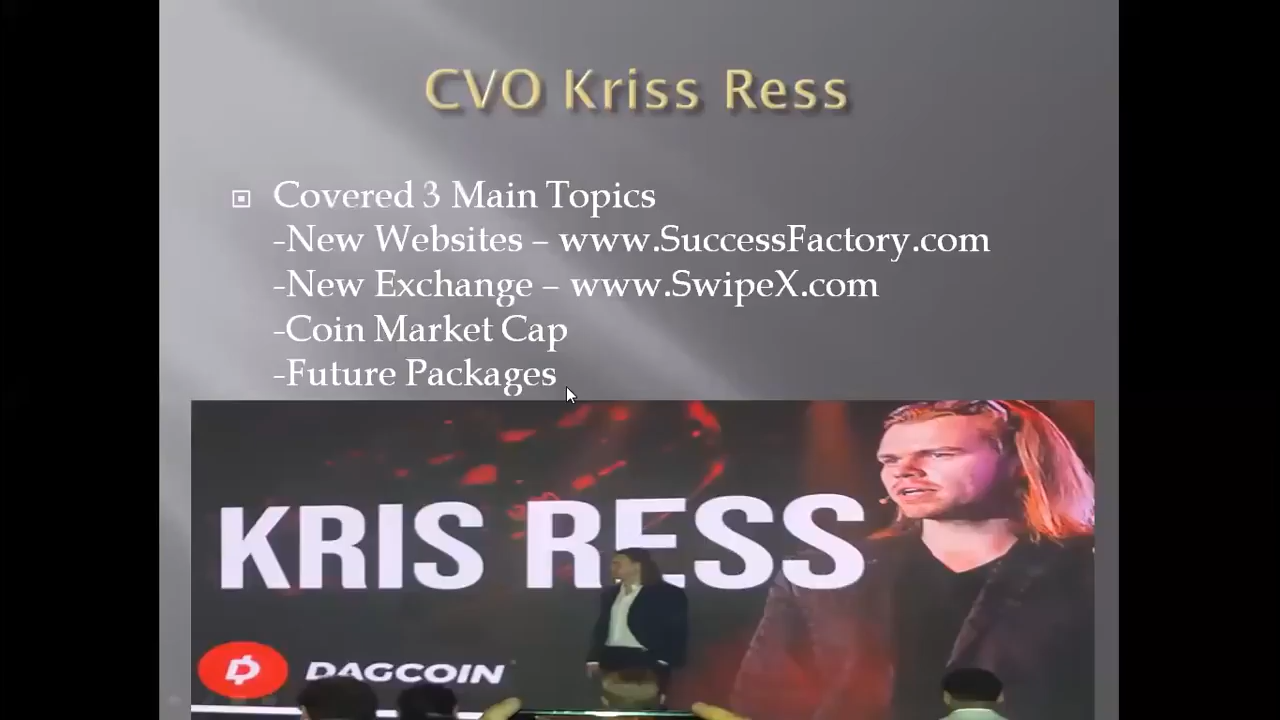 CVO Kriss Ress
Covered 3 Main Topics
-New Websites – www.SuccessFactory.com
-New Exchange – www.SwipeX.com
-Coin Market Cap
-Future Packages
KRIS RESS
DAGCOIN